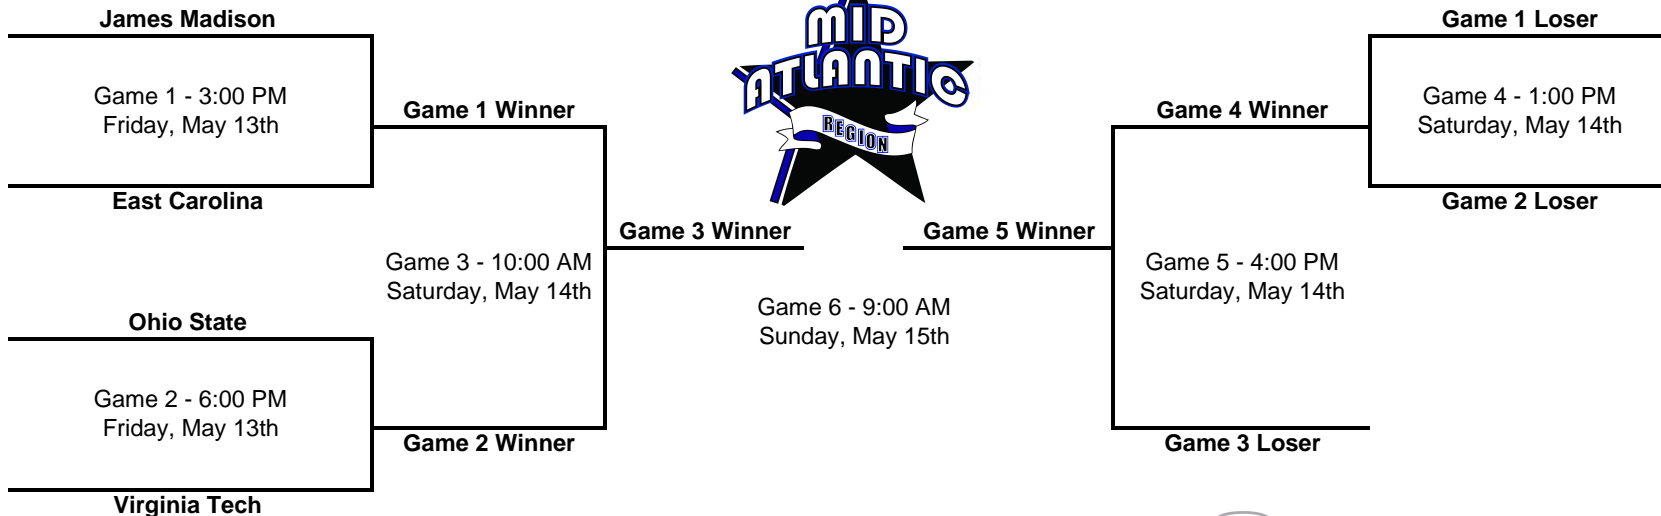 James Madison
Game 1 - 3:00 PM
Friday, May 13th
East Carolina
Game 1 Winner
Ohio State
Game 2 - 6:00 PM
Friday, May 13th
Virginia Tech
Game 2 Winner
Game 3 - 10:00 AM
Saturday, May 14th
Game 3 Winner
MID
ATLANTIC
REGION
Game 6 - 9:00 AM
Sunday, May 15th
Game 5 Winner
Game 4 Winner
Game 5 - 4:00 PM
Saturday, May 14th
Game 3 Loser
Game 1 Loser
Game 4 - 1:00 PM
Saturday, May 14th
Game 2 Loser